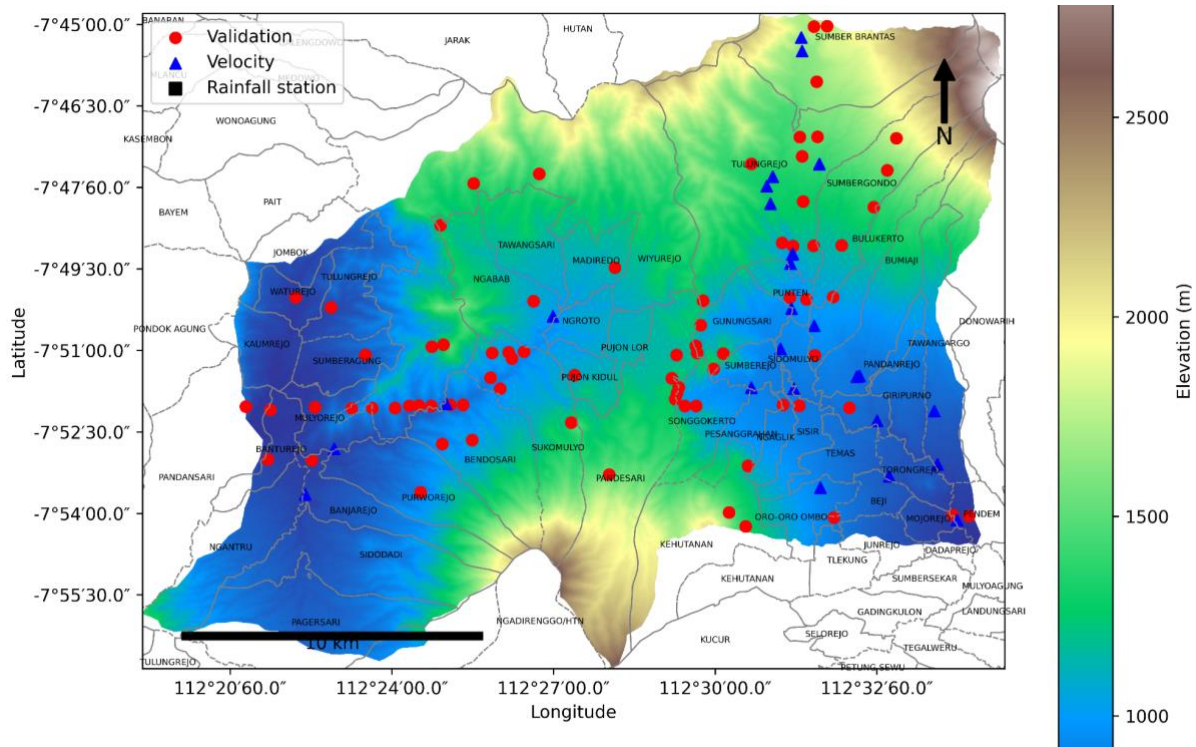 -7°45′00.0″
-7°46′30.0″
-7°47′60.0″
-7°49′30.0″
-7°51′00.0″
-7°52′30.0″
-7°54′00.0″
-7°55′30.0″
Latitude
Validation
Velocity
Rainfall station
BANARAN
MEDOWO
JARAK
HUTAN
SUMBER BRANTAS
N
WONOAGUNG
KASEMBON
BAYEM
PAIT
JOMBOK
TULUNGREJO
SUMBERGONDO
TULUNGREJO
WATUREJO
TAWANGSARI
MADIREDO
WIYUREJO
BULUKERTO
BUMIAJI
NGABAB
PUNTEN
PONDOK AGUNG
KAUMREJO
NGROTO
GUNUNGSARI
DONOWARIH
TAWANGARGO
SUMBERAGUNG
PUJON LOR
SIDOMULYO
SUMBEREJO
PANDANREJO
PUJON KIDUL
GIRIPURNO
MULYOREJO
SONGGOKERTO
PESANGGRAHAN
NGAGLIK
SISIR
BANTUREJO
BENDOSARI
SUKOMULYO
TEMAS
TORONGREJO
PANDANSARI
PURWOREJO
PANDESARI
BEJI
BANJAREJO
ORO-ORO OMBO
MOJOREJO
PENDEM
NGANTRU
SIDODADI
KEHUTANAN
JUNREJO
DADAPREJO
TLEKUNG
KEHUTANAN
SUMBERSEKAR
MULYOAGUNG
PAGERSARI
NGADIRENGGO/HTN
GADINGKULON
LANDUNGSARI
KUCUR
SELOREJO
TEGALWERU
10 km
TULUNGREJO
PETUNG SEWU
112°20′60.0″
112°24′00.0″
112°27′00.0″
112°30′00.0″
112°32′60.0″
Longitude
2500
2000
1500
1000
Elevation (m)